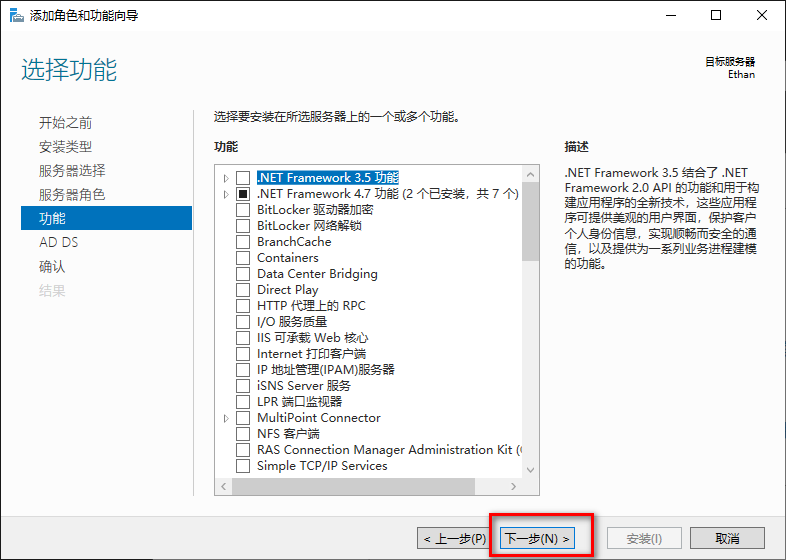 添加角色和功能向导
选择功能
目标服务器
Ethan
开始之前
安装类型
服务器选择
服务器角色
功能
AD DS
确认
结果
选择要安装在所选服务器上的一个或多个功能。
功能
.NET Framework 3.5 功能
.NET Framework 4.7 功能 (2 个已安装，共 7 个)
BitLocker 驱动器加密
BitLocker 网络解锁
BranchCache
Containers
Data Center Bridging
Direct Play
HTTP 代理上的 RPC
I/O 服务质量
IIS 可承载 Web 核心
Internet 打印客户端
IP 地址管理(IPAM)服务器
iSNS Server 服务
LPR 端口监视器
MultiPoint Connector
NFS 客户端
RAS Connection Manager Administration Kit (
Simple TCP/IP Services
描述
.NET Framework 3.5 结合了 .NET
Framework 2.0 API 的功能和用于构
建应用程序的全新技术，这些应用程
序可提供美观的用户界面，保护客户
个人身份信息，实现顺畅而安全的通
信，以及提供为一系列业务进程建模
的功能。
< 上一步(P)
下一步(N) >
安装(I)
取消